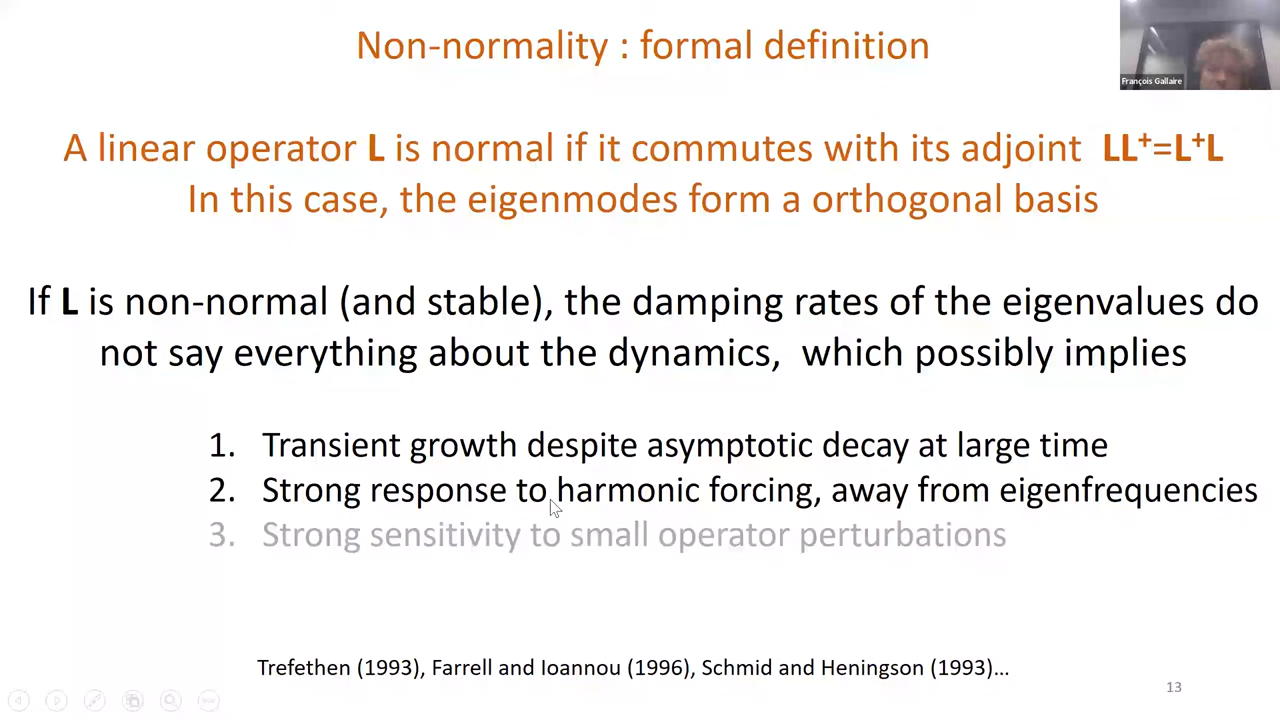 Non-normality : formal definition
François Gallaire
A linear operator L is normal if it commutes with its adjoint LL⁺=L⁺L
In this case, the eigenmodes form a orthogonal basis
If L is non-normal (and stable), the damping rates of the eigenvalues do
not say everything about the dynamics, which possibly implies
1. Transient growth despite asymptotic decay at large time
2. Strong response to harmonic forcing, away from eigenfrequencies
3. Strong sensitivity to small operator perturbations
Trefethen (1993), Farrell and Ioannou (1996), Schmid and Heningson (1993)...
13